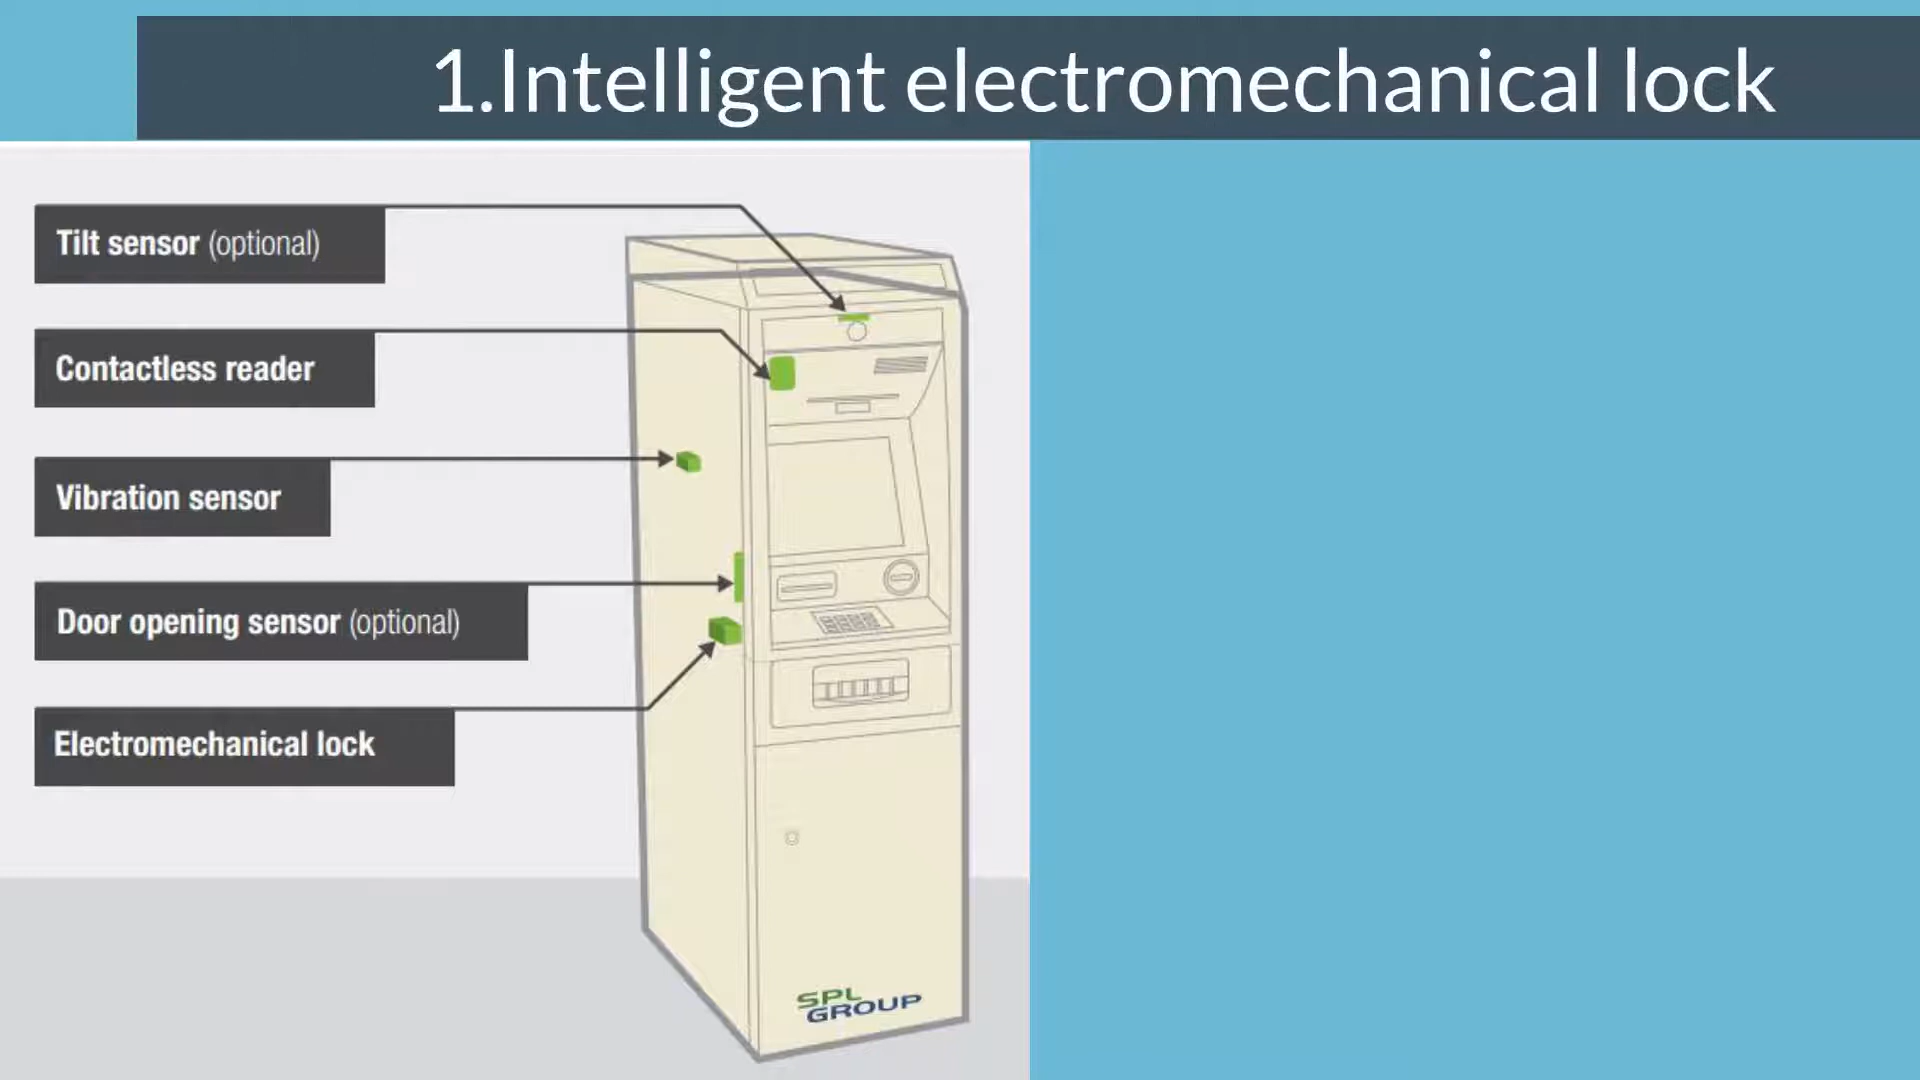 1.Intelligent electromechanical lock
Tilt sensor (optional)
Contactless reader
Vibration sensor
Door opening sensor (optional)
Electromechanical lock
SPL
GROUP